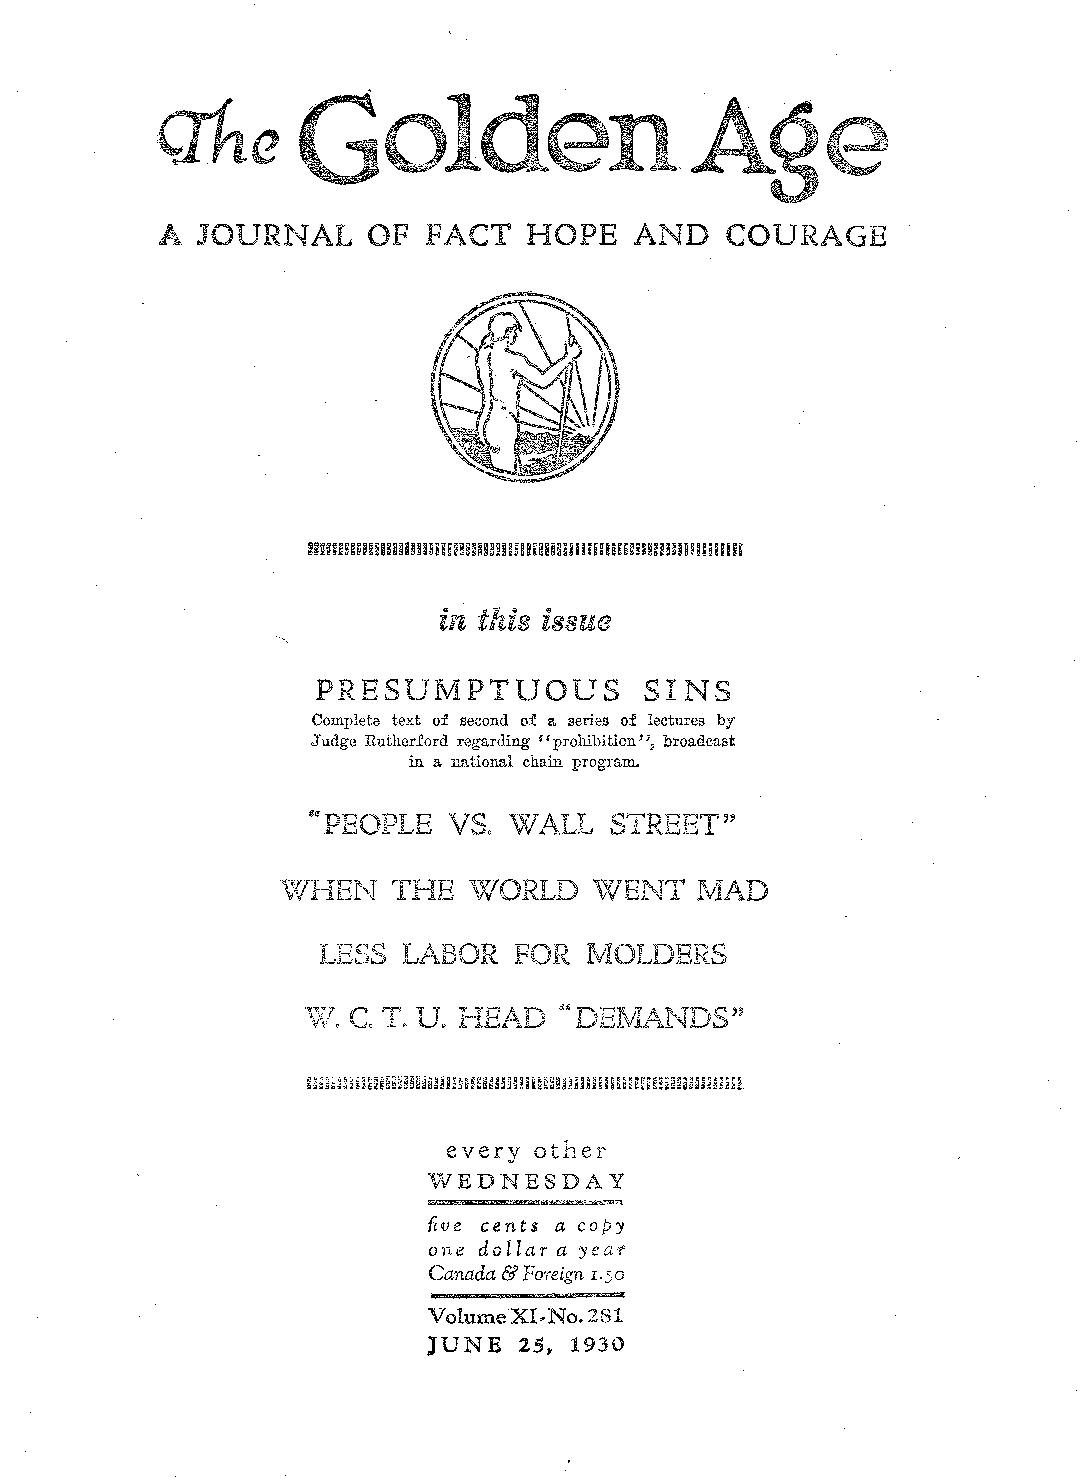 The Golden Age
A JOURNAL OF FACT HOPE AND COURAGE
in this issue
PRESUMPTUOUS SINS
Complete text of second of a series of lectures by
Judge Rutherford regarding "prohibition", broadcast
in a national chain program.
"PEOPLE VS. WALL STREET"
WHEN THE WORLD WENT MAD
LESS LABOR FOR MOLDERS
W. C. T. U. HEAD "DEMANDS"
every other
WEDNESDAY
five cents a copy
one dollar a year
Canada & Foreign 1.50
Volume XI-No. 281
JUNE 25, 1930